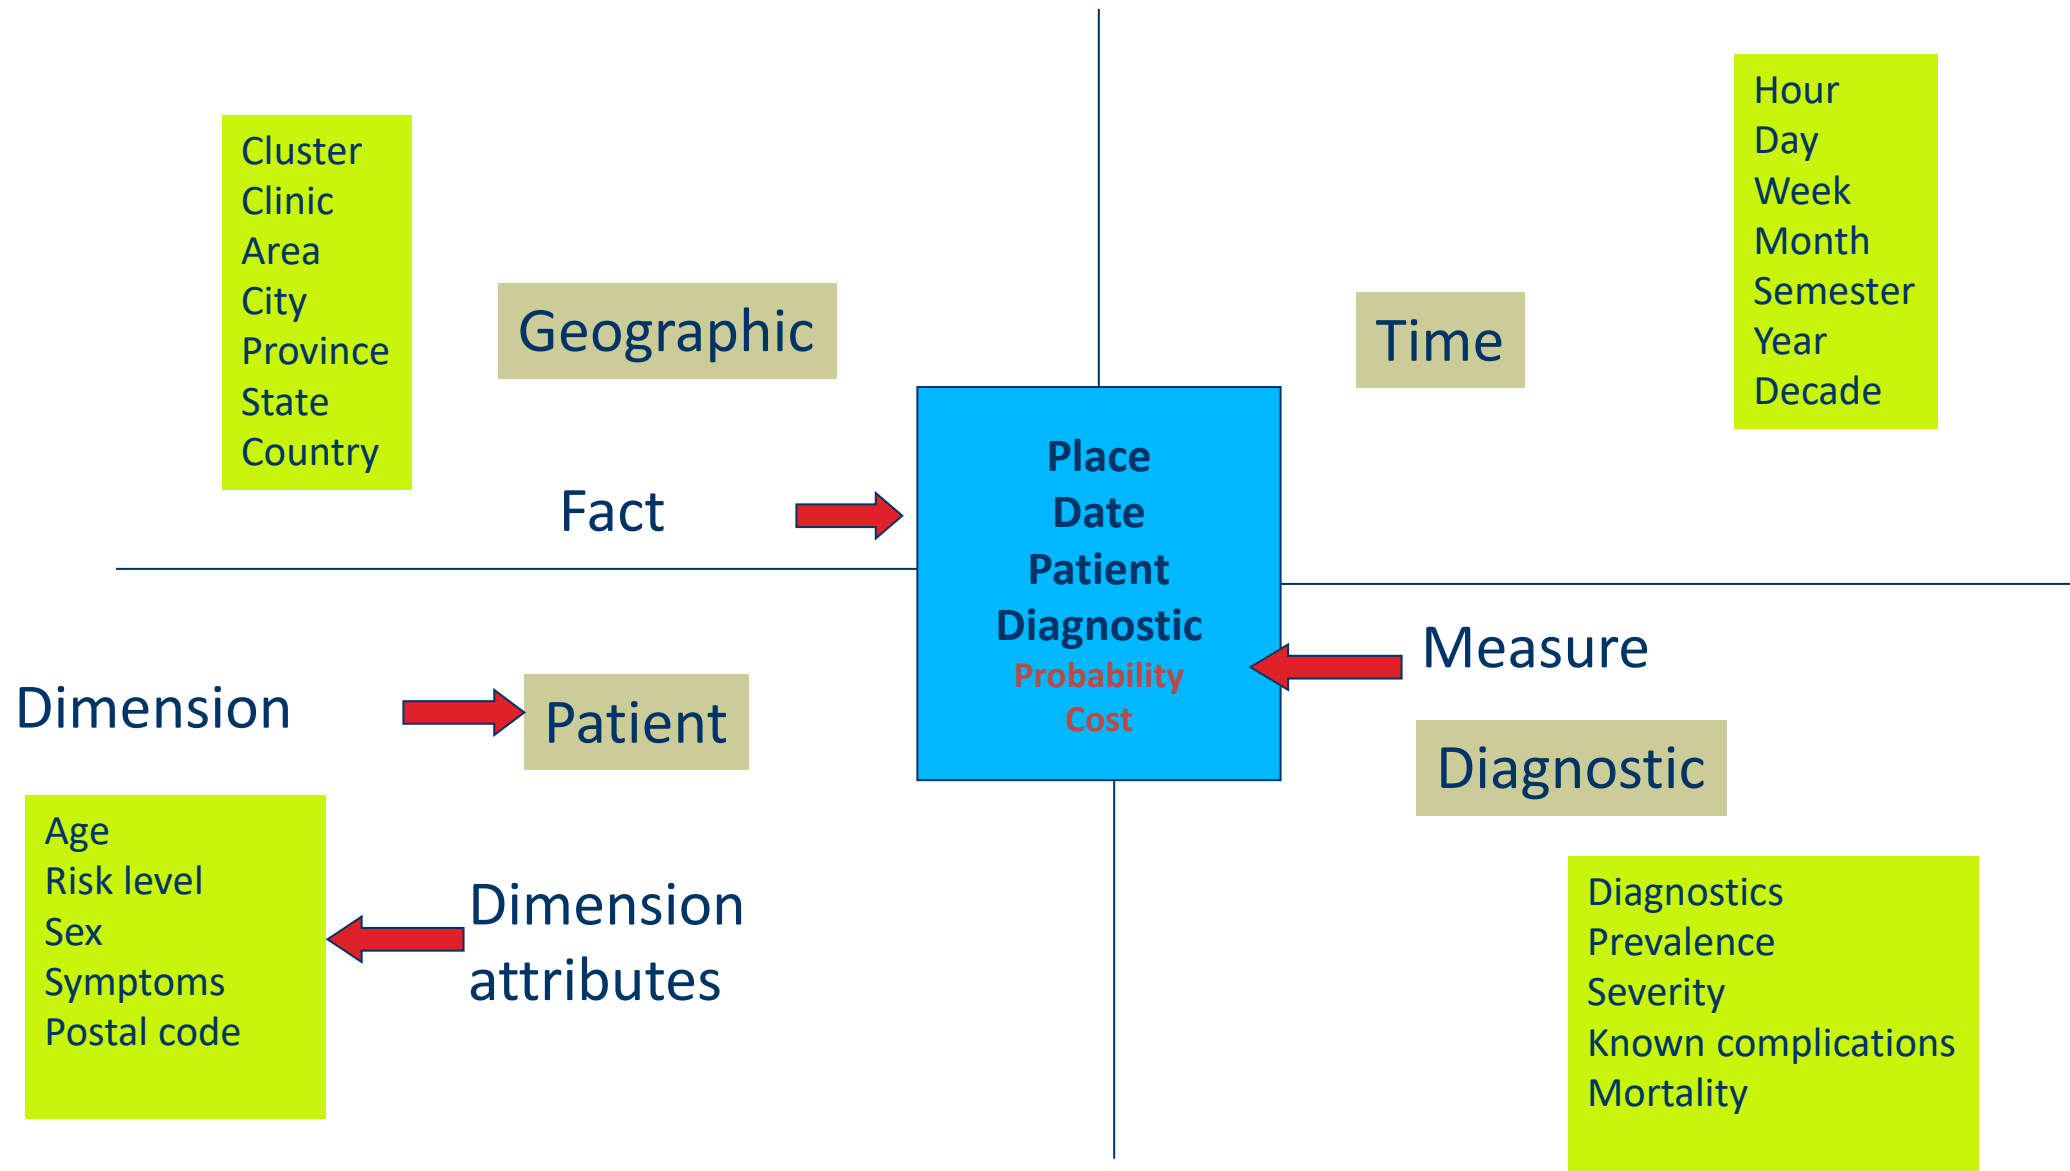 Cluster
Clinic
Area
City
Province
State
Country
Geographic
Fact
Hour
Day
Week
Month
Semester
Year
Decade
Time
Place
Date
Patient
Diagnostic
Probability
Cost
Dimension
Patient
Age
Risk level
Sex
Symptoms
Postal code
Dimension
attributes
Measure
Diagnostic
Diagnostics
Prevalence
Severity
Known complications
Mortality